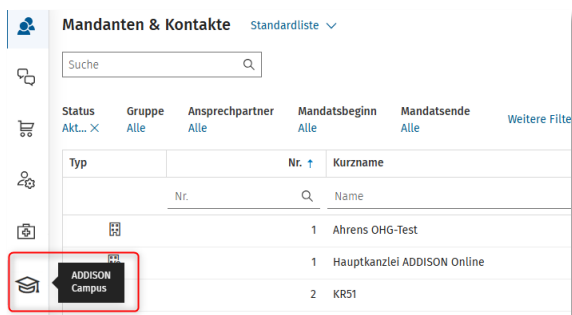 Mandanten & Kontakte Standardliste
Suche
Status Gruppe Ansprechpartner Mandatsbeginn Mandatsende
Akt... Alle Alle Alle Alle Weitere Filte
Typ Nr. ↑ Kurzname
Nr. Name
1 Ahrens OHG-Test
1 Hauptkanzlei ADDISON Online
ADDISON
Campus
2 KR51